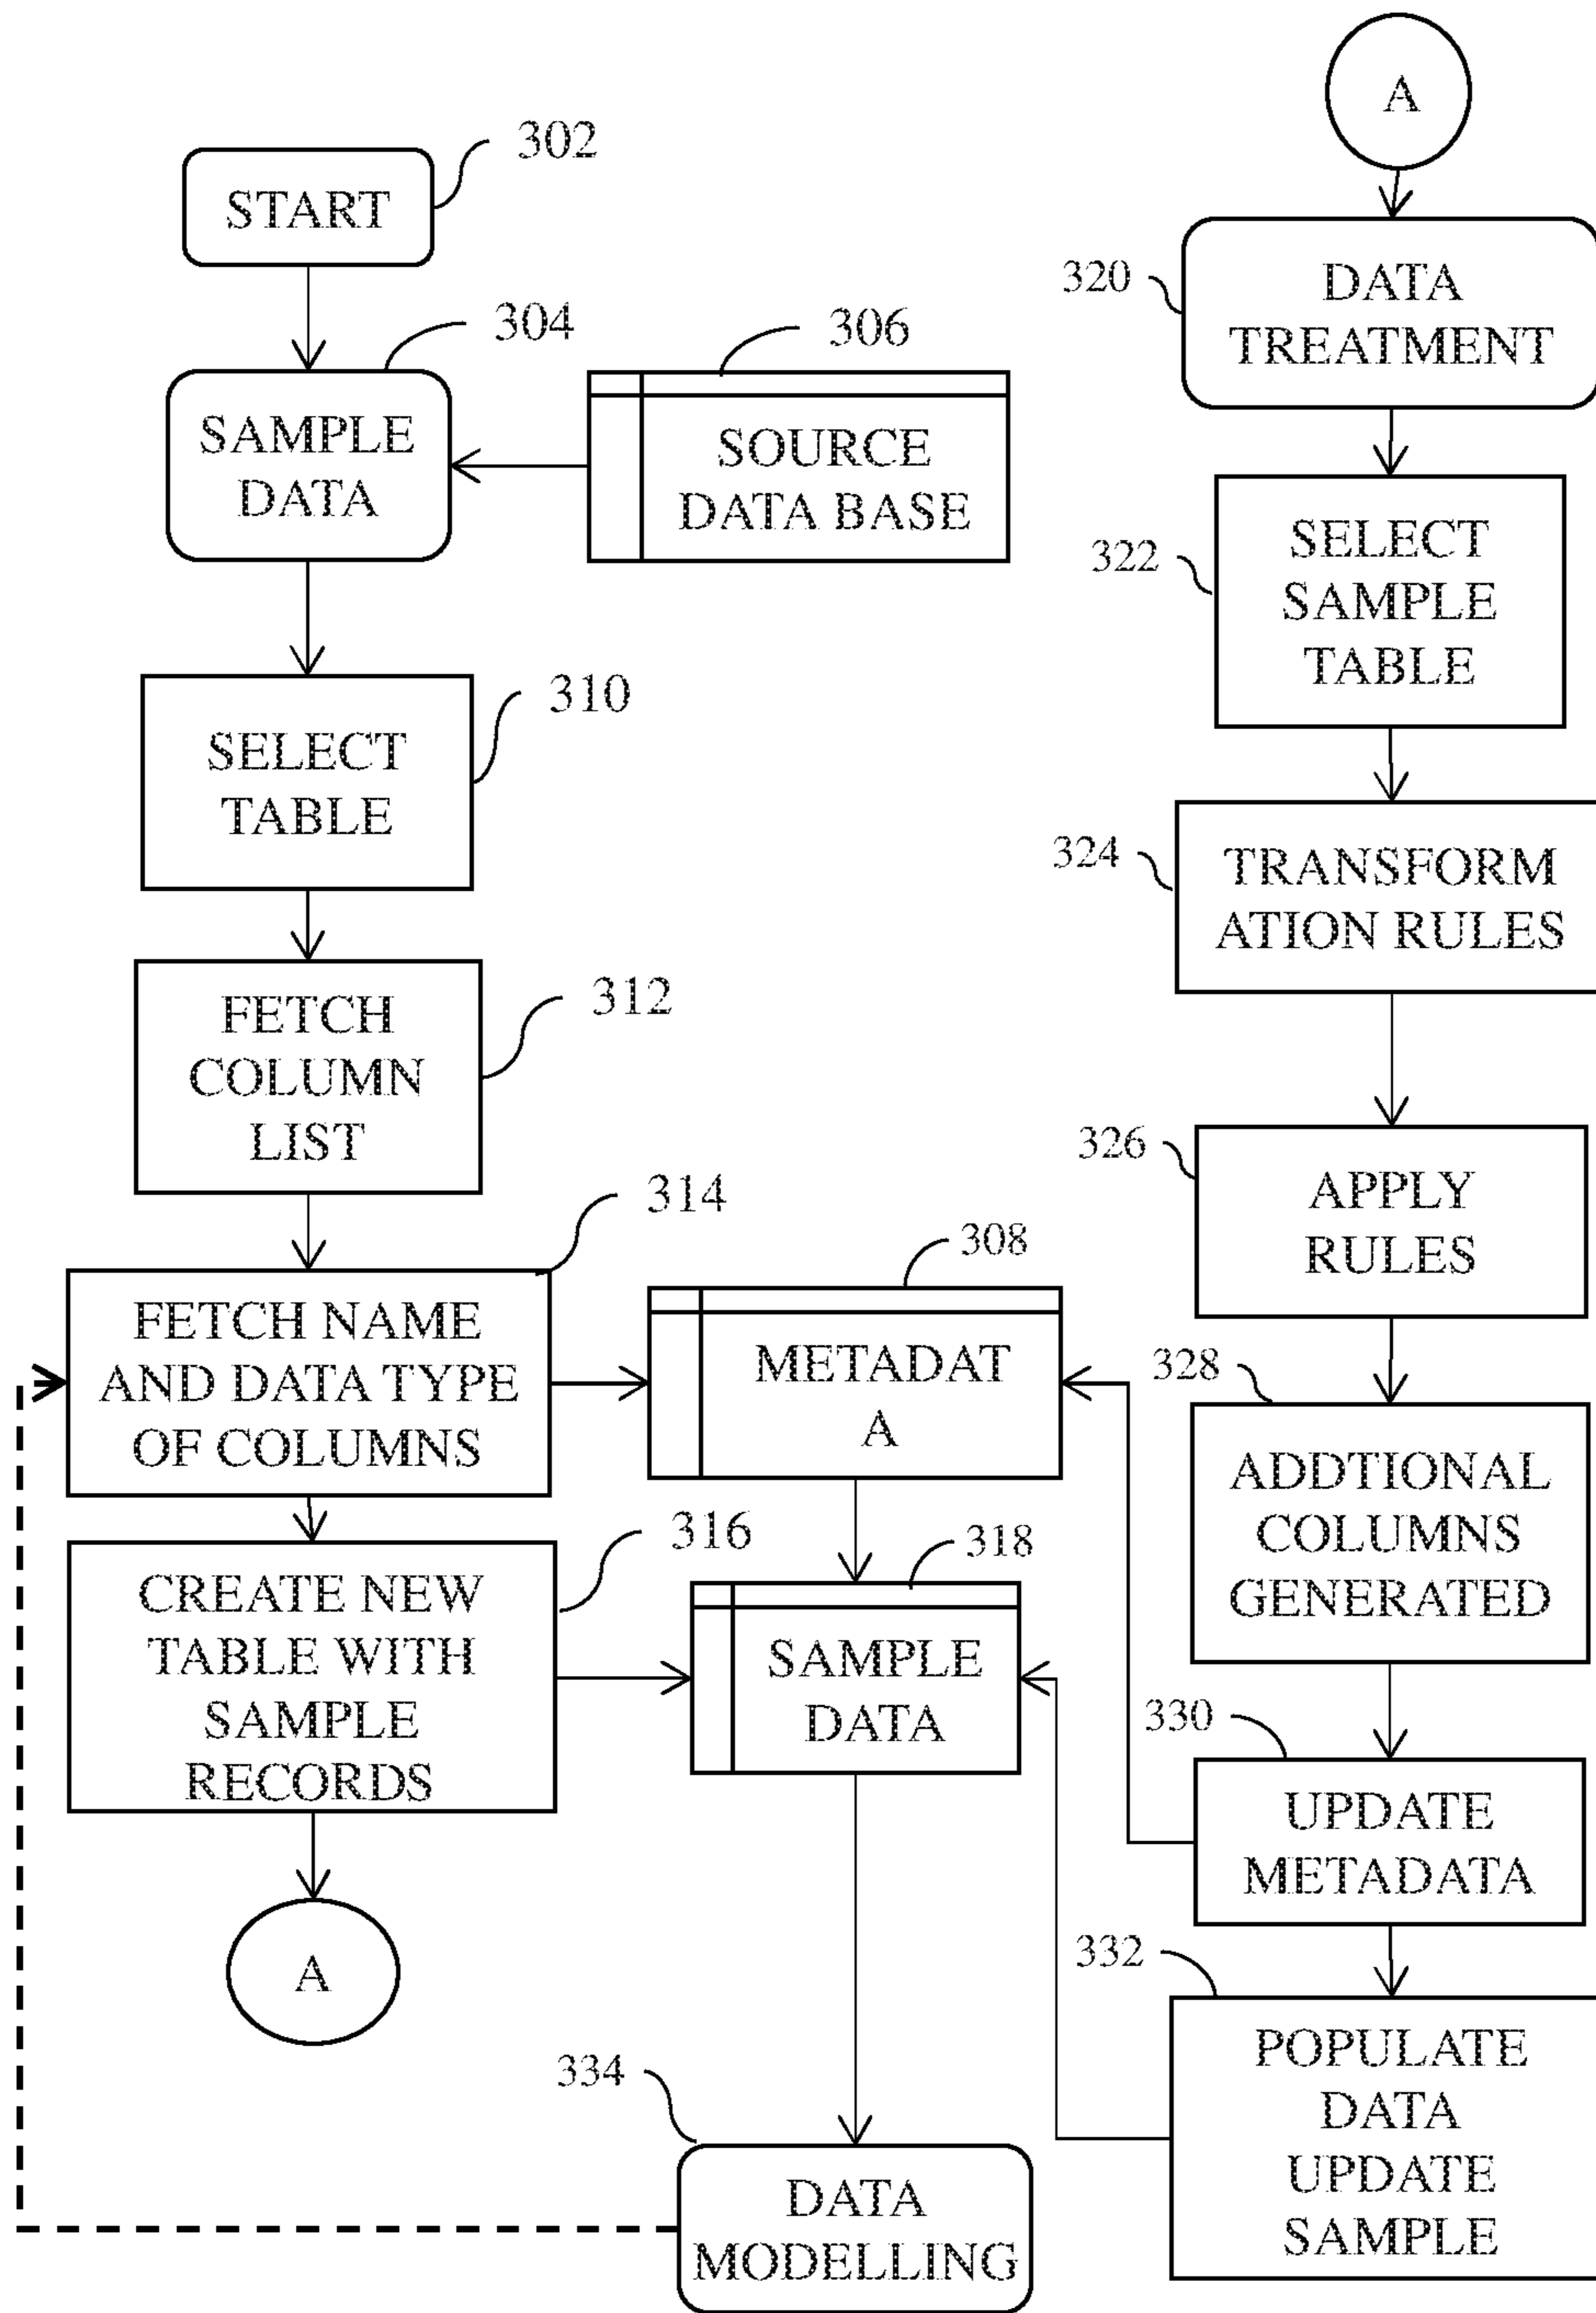 302
START
304
SAMPLE
DATA
306
SOURCE
DATA BASE
310
SELECT
TABLE
312
FETCH
COLUMN
LIST
314
FETCH NAME
AND DATA TYPE
OF COLUMNS
308
METADAT
A
316
CREATE NEW
TABLE WITH
SAMPLE
RECORDS
318
SAMPLE
DATA
A
334
DATA
MODELLING
A
320
DATA
TREATMENT
322
SELECT
SAMPLE
TABLE
324
TRANSFORM
ATION RULES
326
APPLY
RULES
328
ADDTIONAL
COLUMNS
GENERATED
330
UPDATE
METADATA
332
POPULATE
DATA
UPDATE
SAMPLE